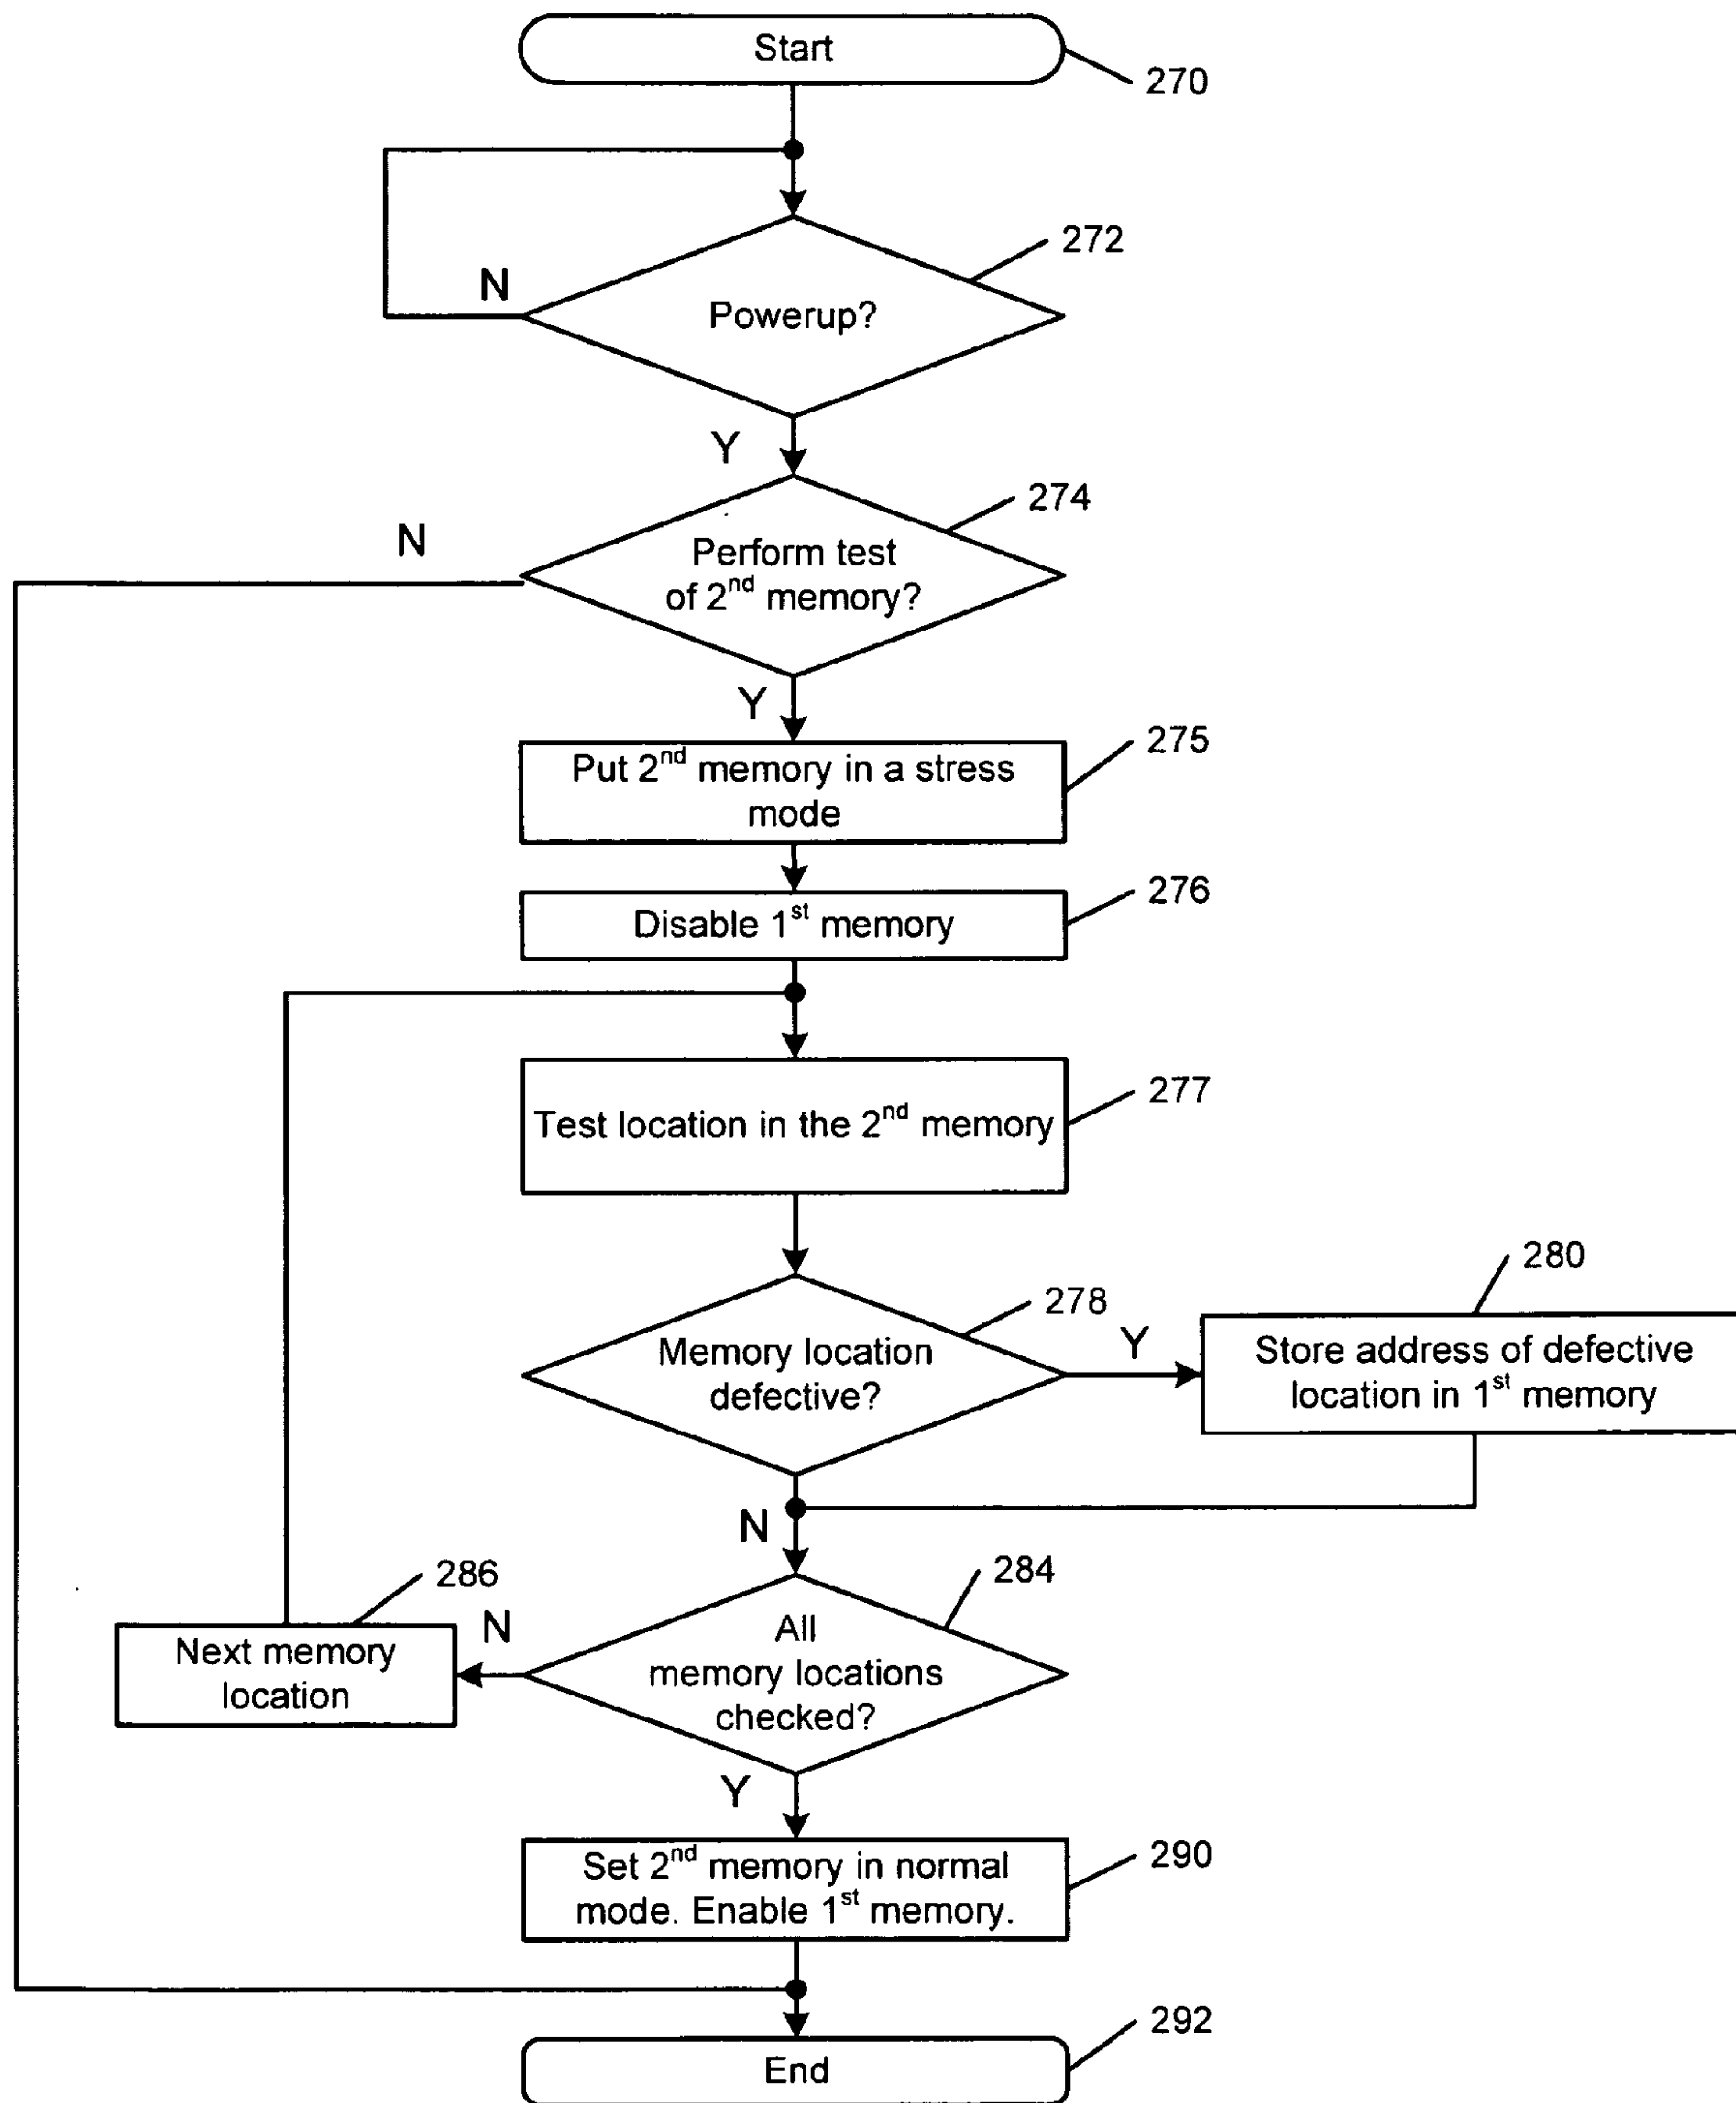 Start
270
272
N
Powerup?
Y
274
N
Perform test
of 2nd memory?
Y
275
Put 2nd memory in a stress
mode
276
Disable 1st memory
277
Test location in the 2nd memory
280
278
Y
Memory location
defective?
Store address of defective
location in 1st memory
N
284
286
N
All
memory locations
checked?
Next memory
location
Y
290
Set 2nd memory in normal
mode. Enable 1st memory.
292
End